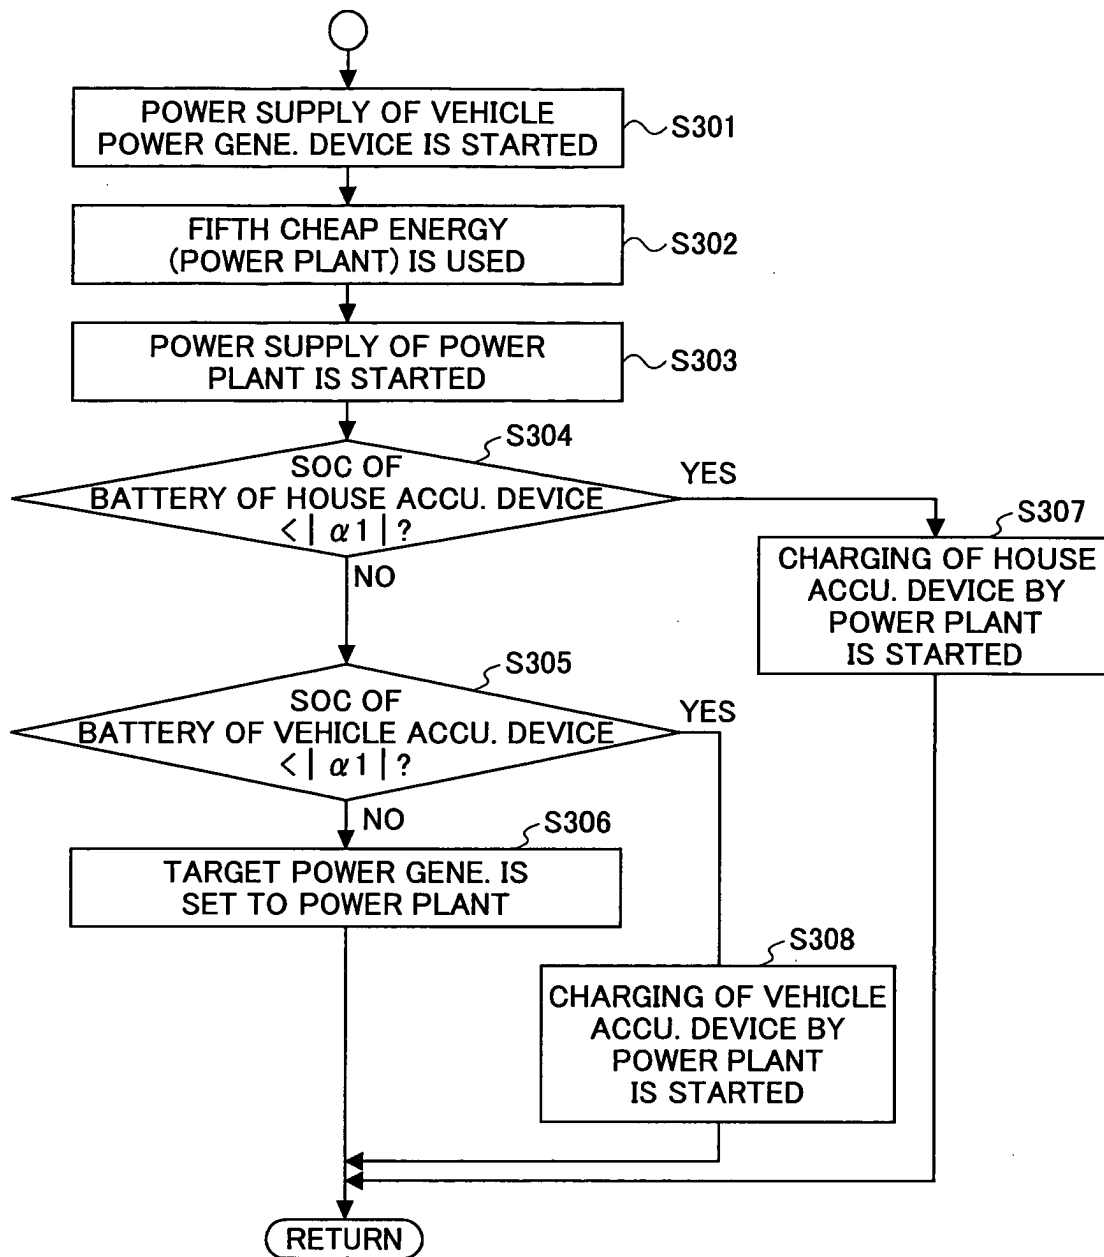 POWER SUPPLY OF VEHICLE
POWER GENE. DEVICE IS STARTED
S301
FIFTH CHEAP ENERGY
(POWER PLANT) IS USED
S302
POWER SUPPLY OF POWER
PLANT IS STARTED
S303
S304
SOC OF
BATTERY OF HOUSE ACCU. DEVICE
<| α1 | ?
YES
NO
S307
CHARGING OF HOUSE
ACCU. DEVICE BY
POWER PLANT
IS STARTED
S305
SOC OF
BATTERY OF VEHICLE ACCU. DEVICE
<| α1 | ?
YES
NO
S306
TARGET POWER GENE. IS
SET TO POWER PLANT
S308
CHARGING OF VEHICLE
ACCU. DEVICE BY
POWER PLANT
IS STARTED
RETURN